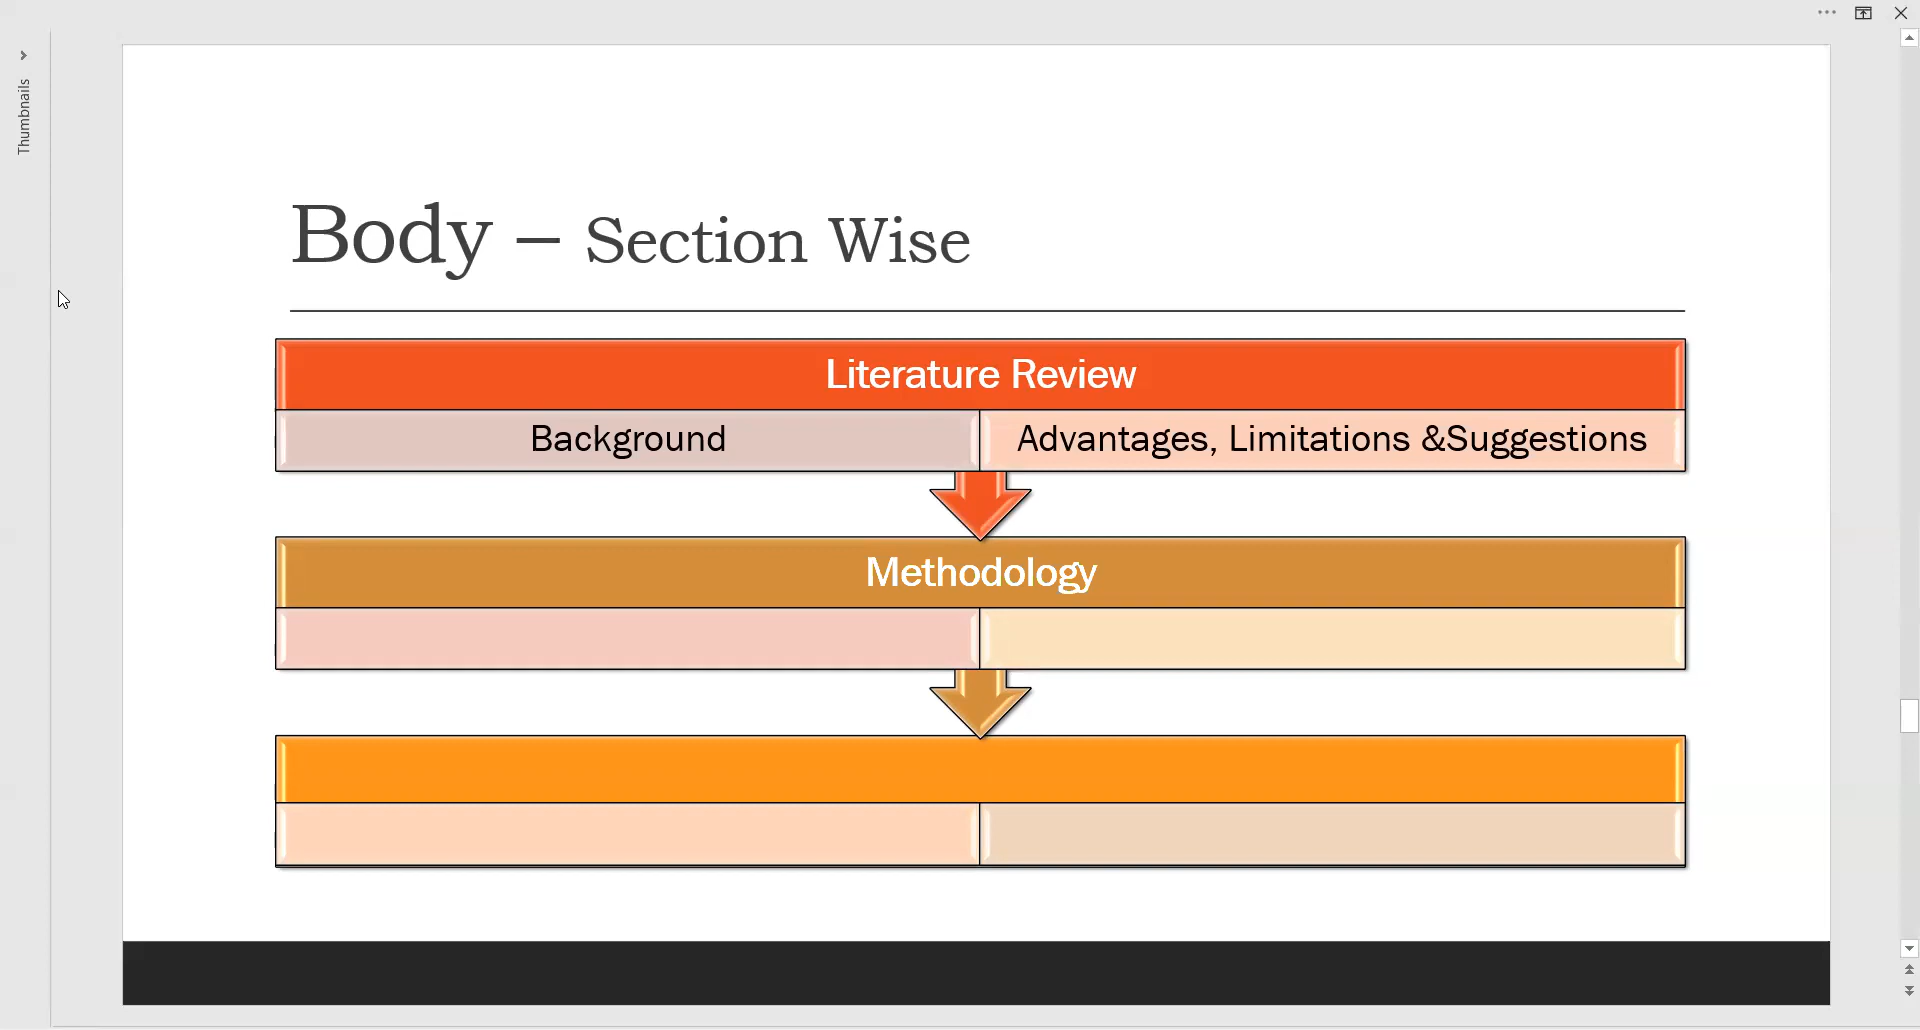 Thumbnails
Body – Section Wise
Literature Review
Background
Advantages, Limitations &Suggestions
Methodology